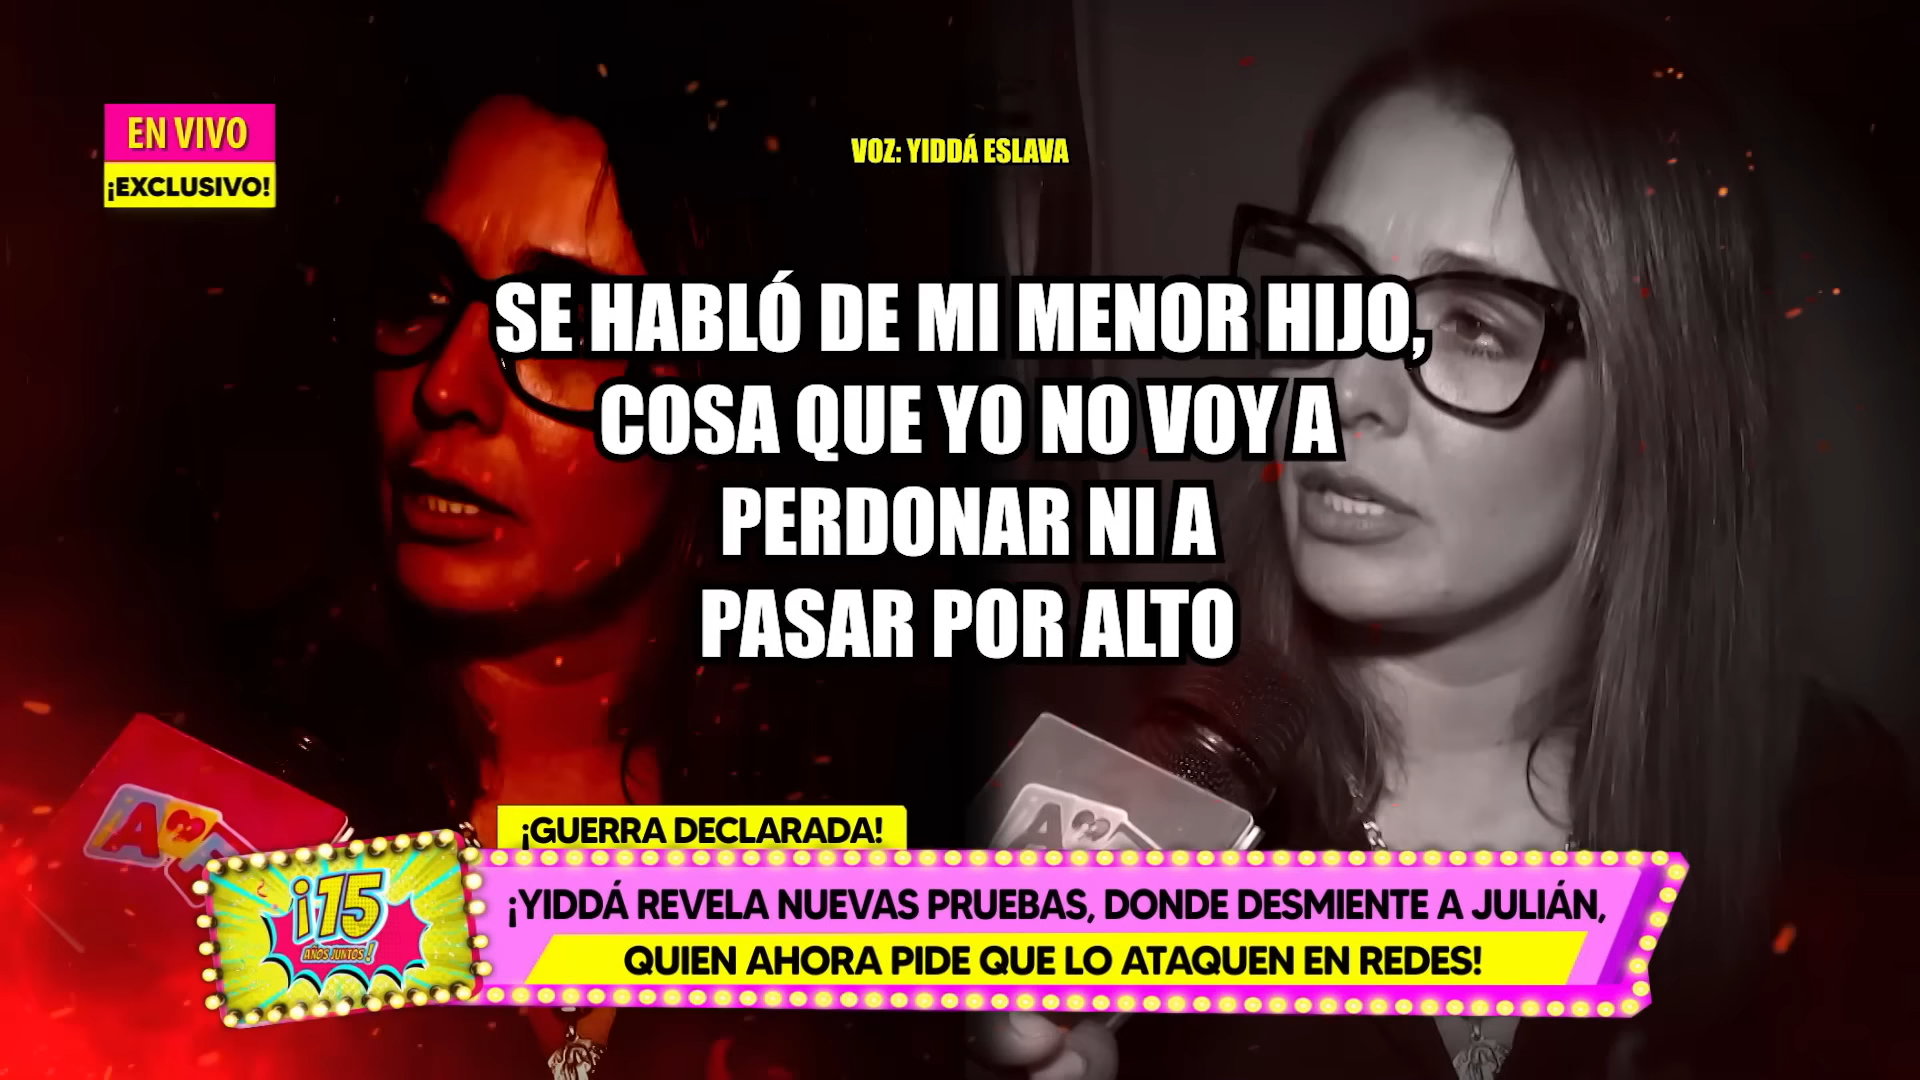 EN VIVO
¡EXCLUSIVO!
VOZ: YIDDÁ ESLAVA
SE HABLÓ DE MI MENOR HIJO,
COSA QUE YO NO VOY A
PERDONAR NI A
PASAR POR ALTO
¡GUERRA DECLARADA!
¡15
AÑOS JUNTOS!
¡YIDDÁ REVELA NUEVAS PRUEBAS, DONDE DESMIENTE A JULIÁN,
QUIEN AHORA PIDE QUE LO ATAQUEN EN REDES!